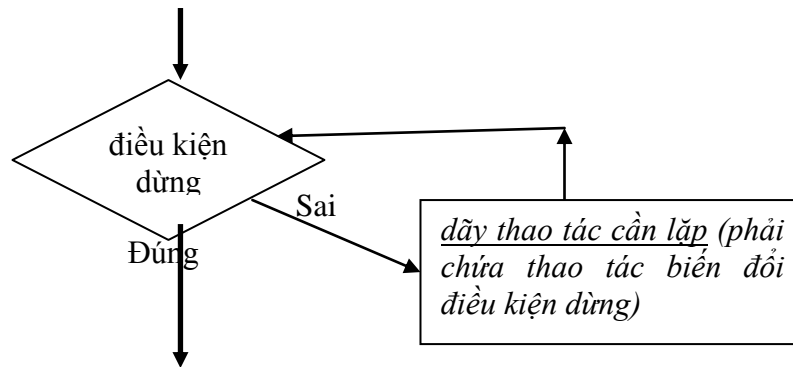 điều kiện
dừng
Sai
Đúng
dãy thao tác cần lặp (phải
chứa thao tác biến đổi
điều kiện dừng)